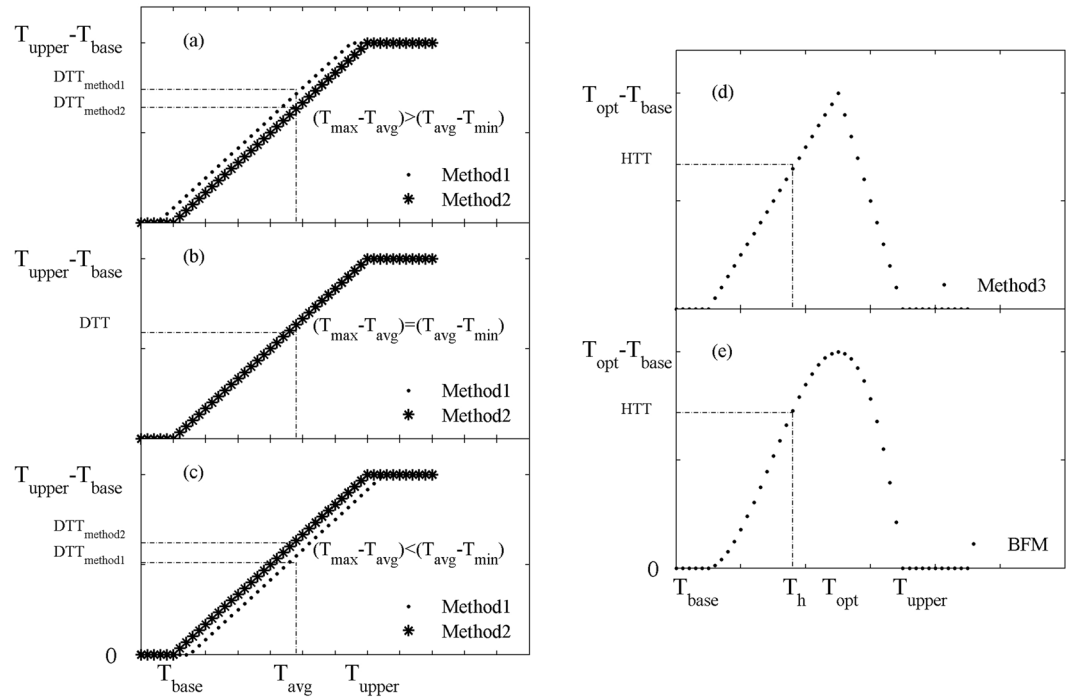 (a)
T_upper-T_base
DTT_method1
DTT_method2
(T_max-T_avg)>(T_avg-T_min)
Method1
Method2
(b)
T_upper-T_base
DTT
(T_max-T_avg)=(T_avg-T_min)
Method1
Method2
(c)
T_upper-T_base
DTT_method2
DTT_method1
(T_max-T_avg)<(T_avg-T_min)
Method1
Method2
0
T_base T_avg T_upper
(d)
T_opt-T_base
HTT
Method3
(e)
T_opt-T_base
HTT
BFM
0
T_base T_h T_opt T_upper